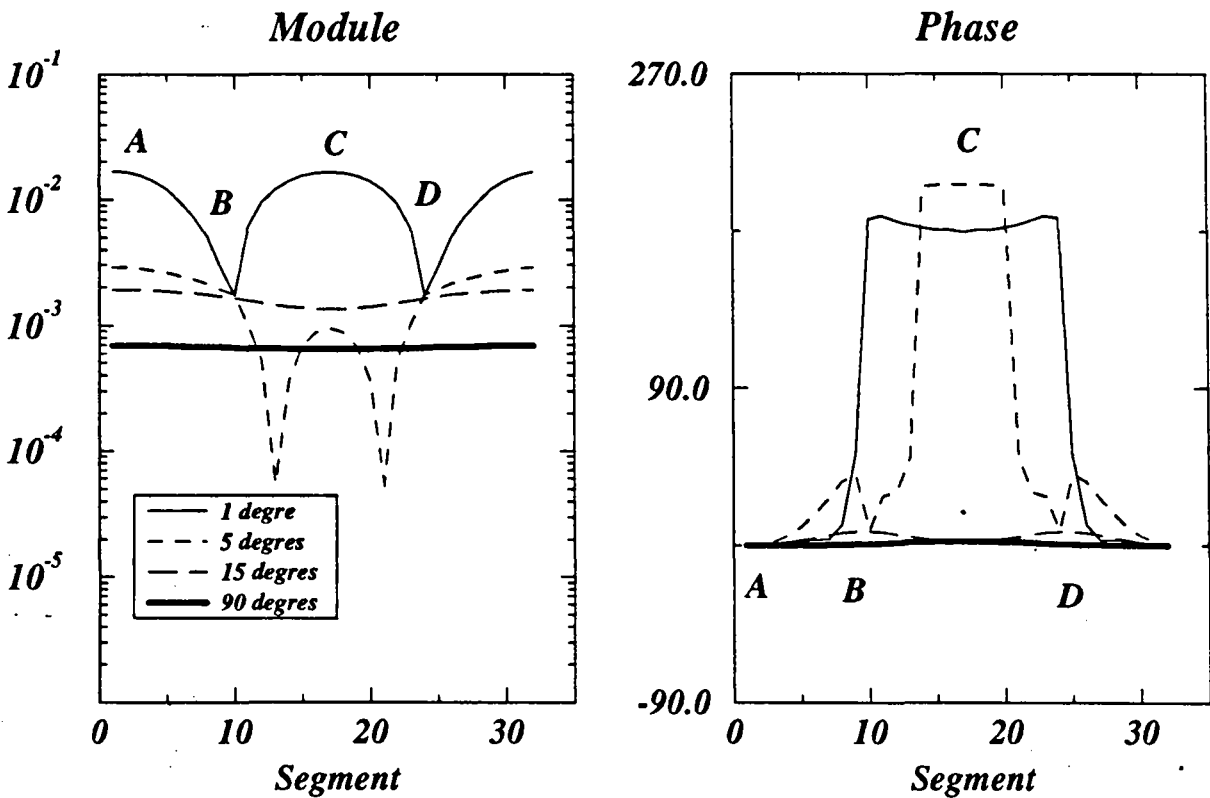 Module
10^-1
10^-2
10^-3
10^-4
10^-5
A
B
C
D
1 degre
5 degres
15 degres
90 degres
0
10
20
30
Segment
Phase
270.0
90.0
-90.0
C
A
B
D
0
10
20
30
Segment